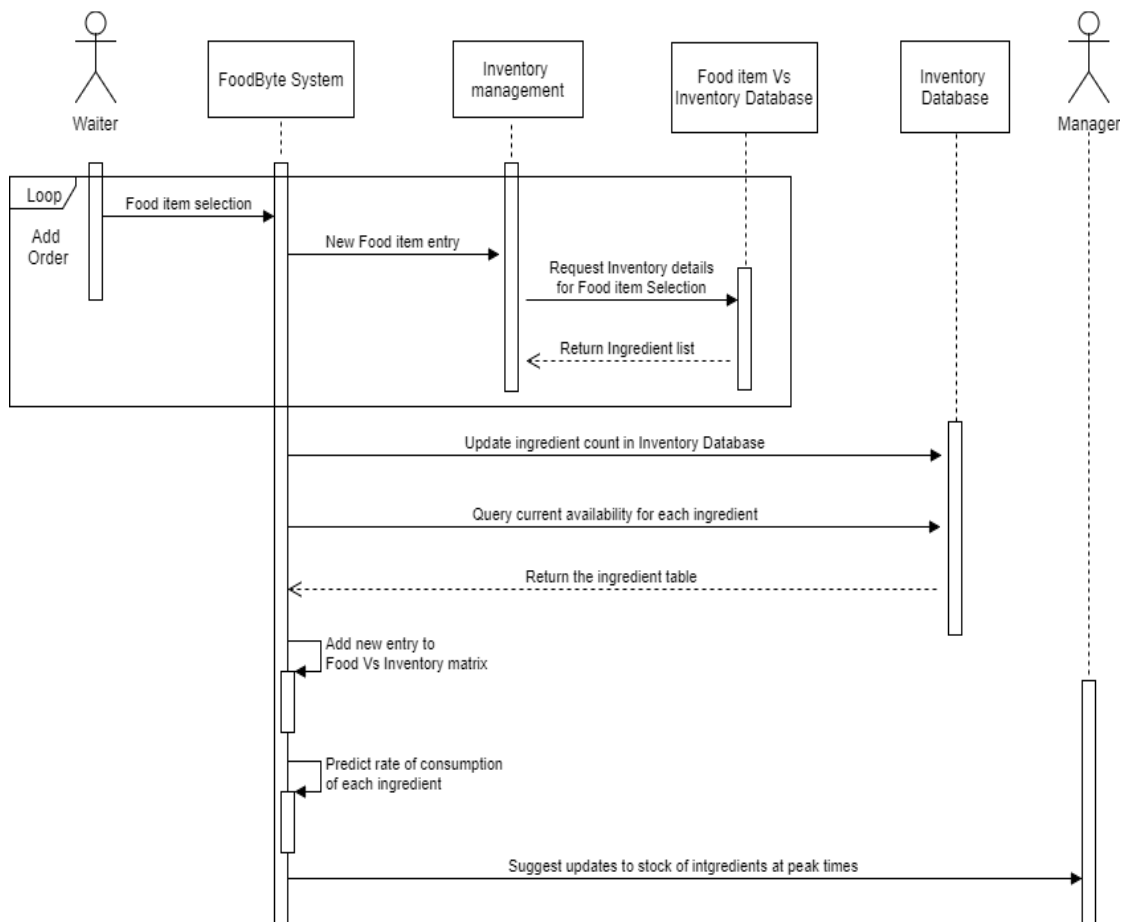 Waiter
FoodByte System
Inventory
management
Food item Vs
Inventory Database
Inventory
Database
Manager
Loop
Add
Order
Food item selection
New Food item entry
Request Inventory details
for Food item Selection
Return Ingredient list
Update ingredient count in Inventory Database
Query current availability for each ingredient
Return the ingredient table
Add new entry to
Food Vs Inventory matrix
Predict rate of consumption
of each ingredient
Suggest updates to stock of intgredients at peak times